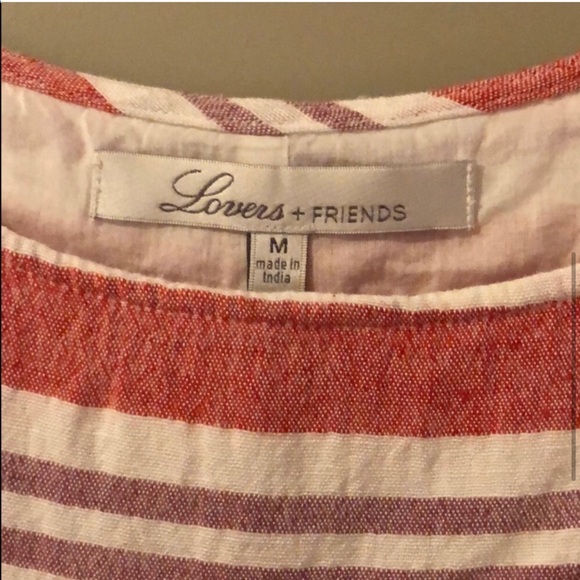 Lovers + FRIENDS
M
made in
India